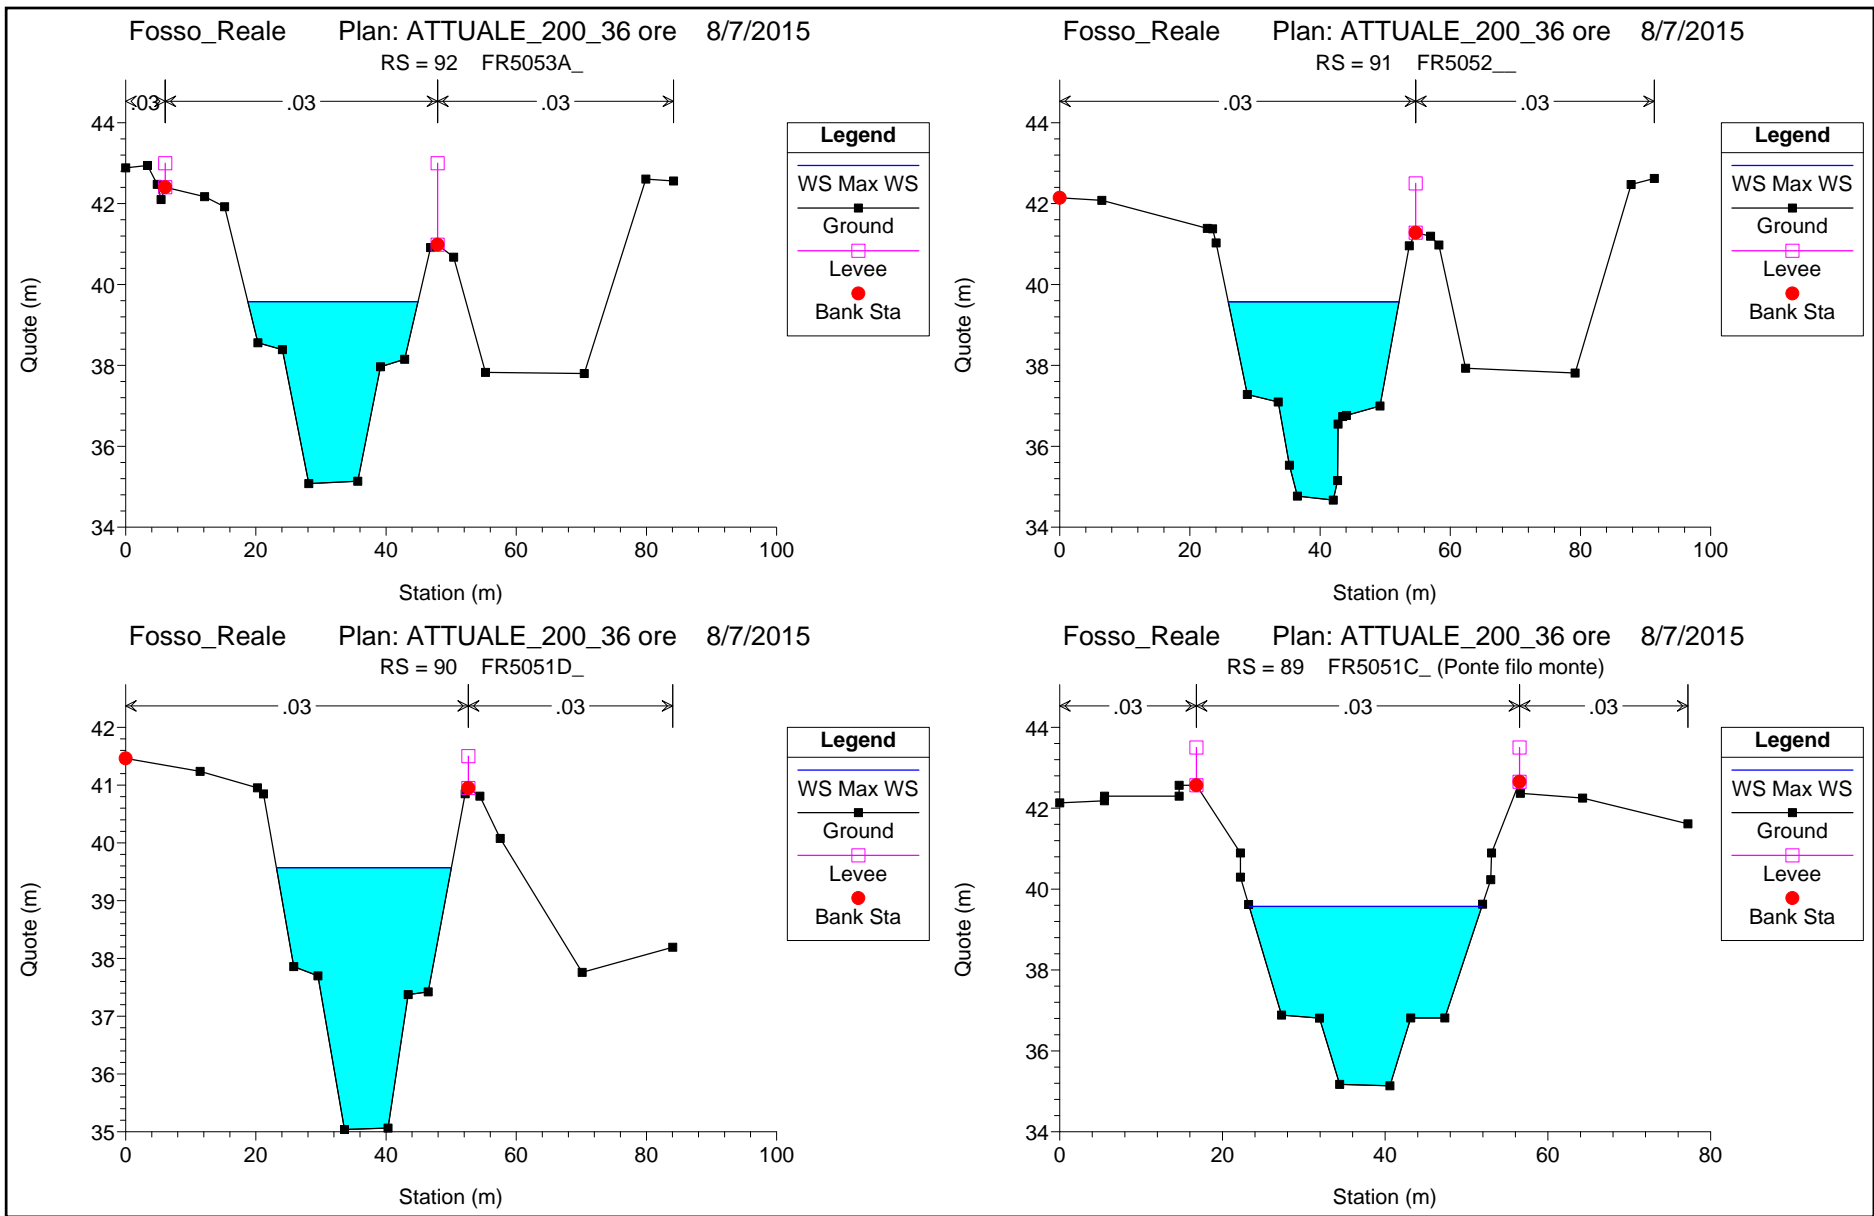 Fosso_Reale Plan: ATTUALE_200_36 ore 8/7/2015
RS = 92 FR5053A_
.03 .03 .03
44
42
40
38
36
34
0 20 40 60 80 100
Quote (m)
Station (m)
Legend
WS Max WS
Ground
Levee
Bank Sta
Fosso_Reale Plan: ATTUALE_200_36 ore 8/7/2015
RS = 91 FR5052__
.03 .03
44
42
40
38
36
34
0 20 40 60 80 100
Quote (m)
Station (m)
Legend
WS Max WS
Ground
Levee
Bank Sta
Fosso_Reale Plan: ATTUALE_200_36 ore 8/7/2015
RS = 90 FR5051D_
.03 .03
42
41
40
39
38
37
36
35
0 20 40 60 80 100
Quote (m)
Station (m)
Legend
WS Max WS
Ground
Levee
Bank Sta
Fosso_Reale Plan: ATTUALE_200_36 ore 8/7/2015
RS = 89 FR5051C_ (Ponte filo monte)
.03 .03 .03
44
42
40
38
36
34
0 20 40 60 80
Quote (m)
Station (m)
Legend
WS Max WS
Ground
Levee
Bank Sta